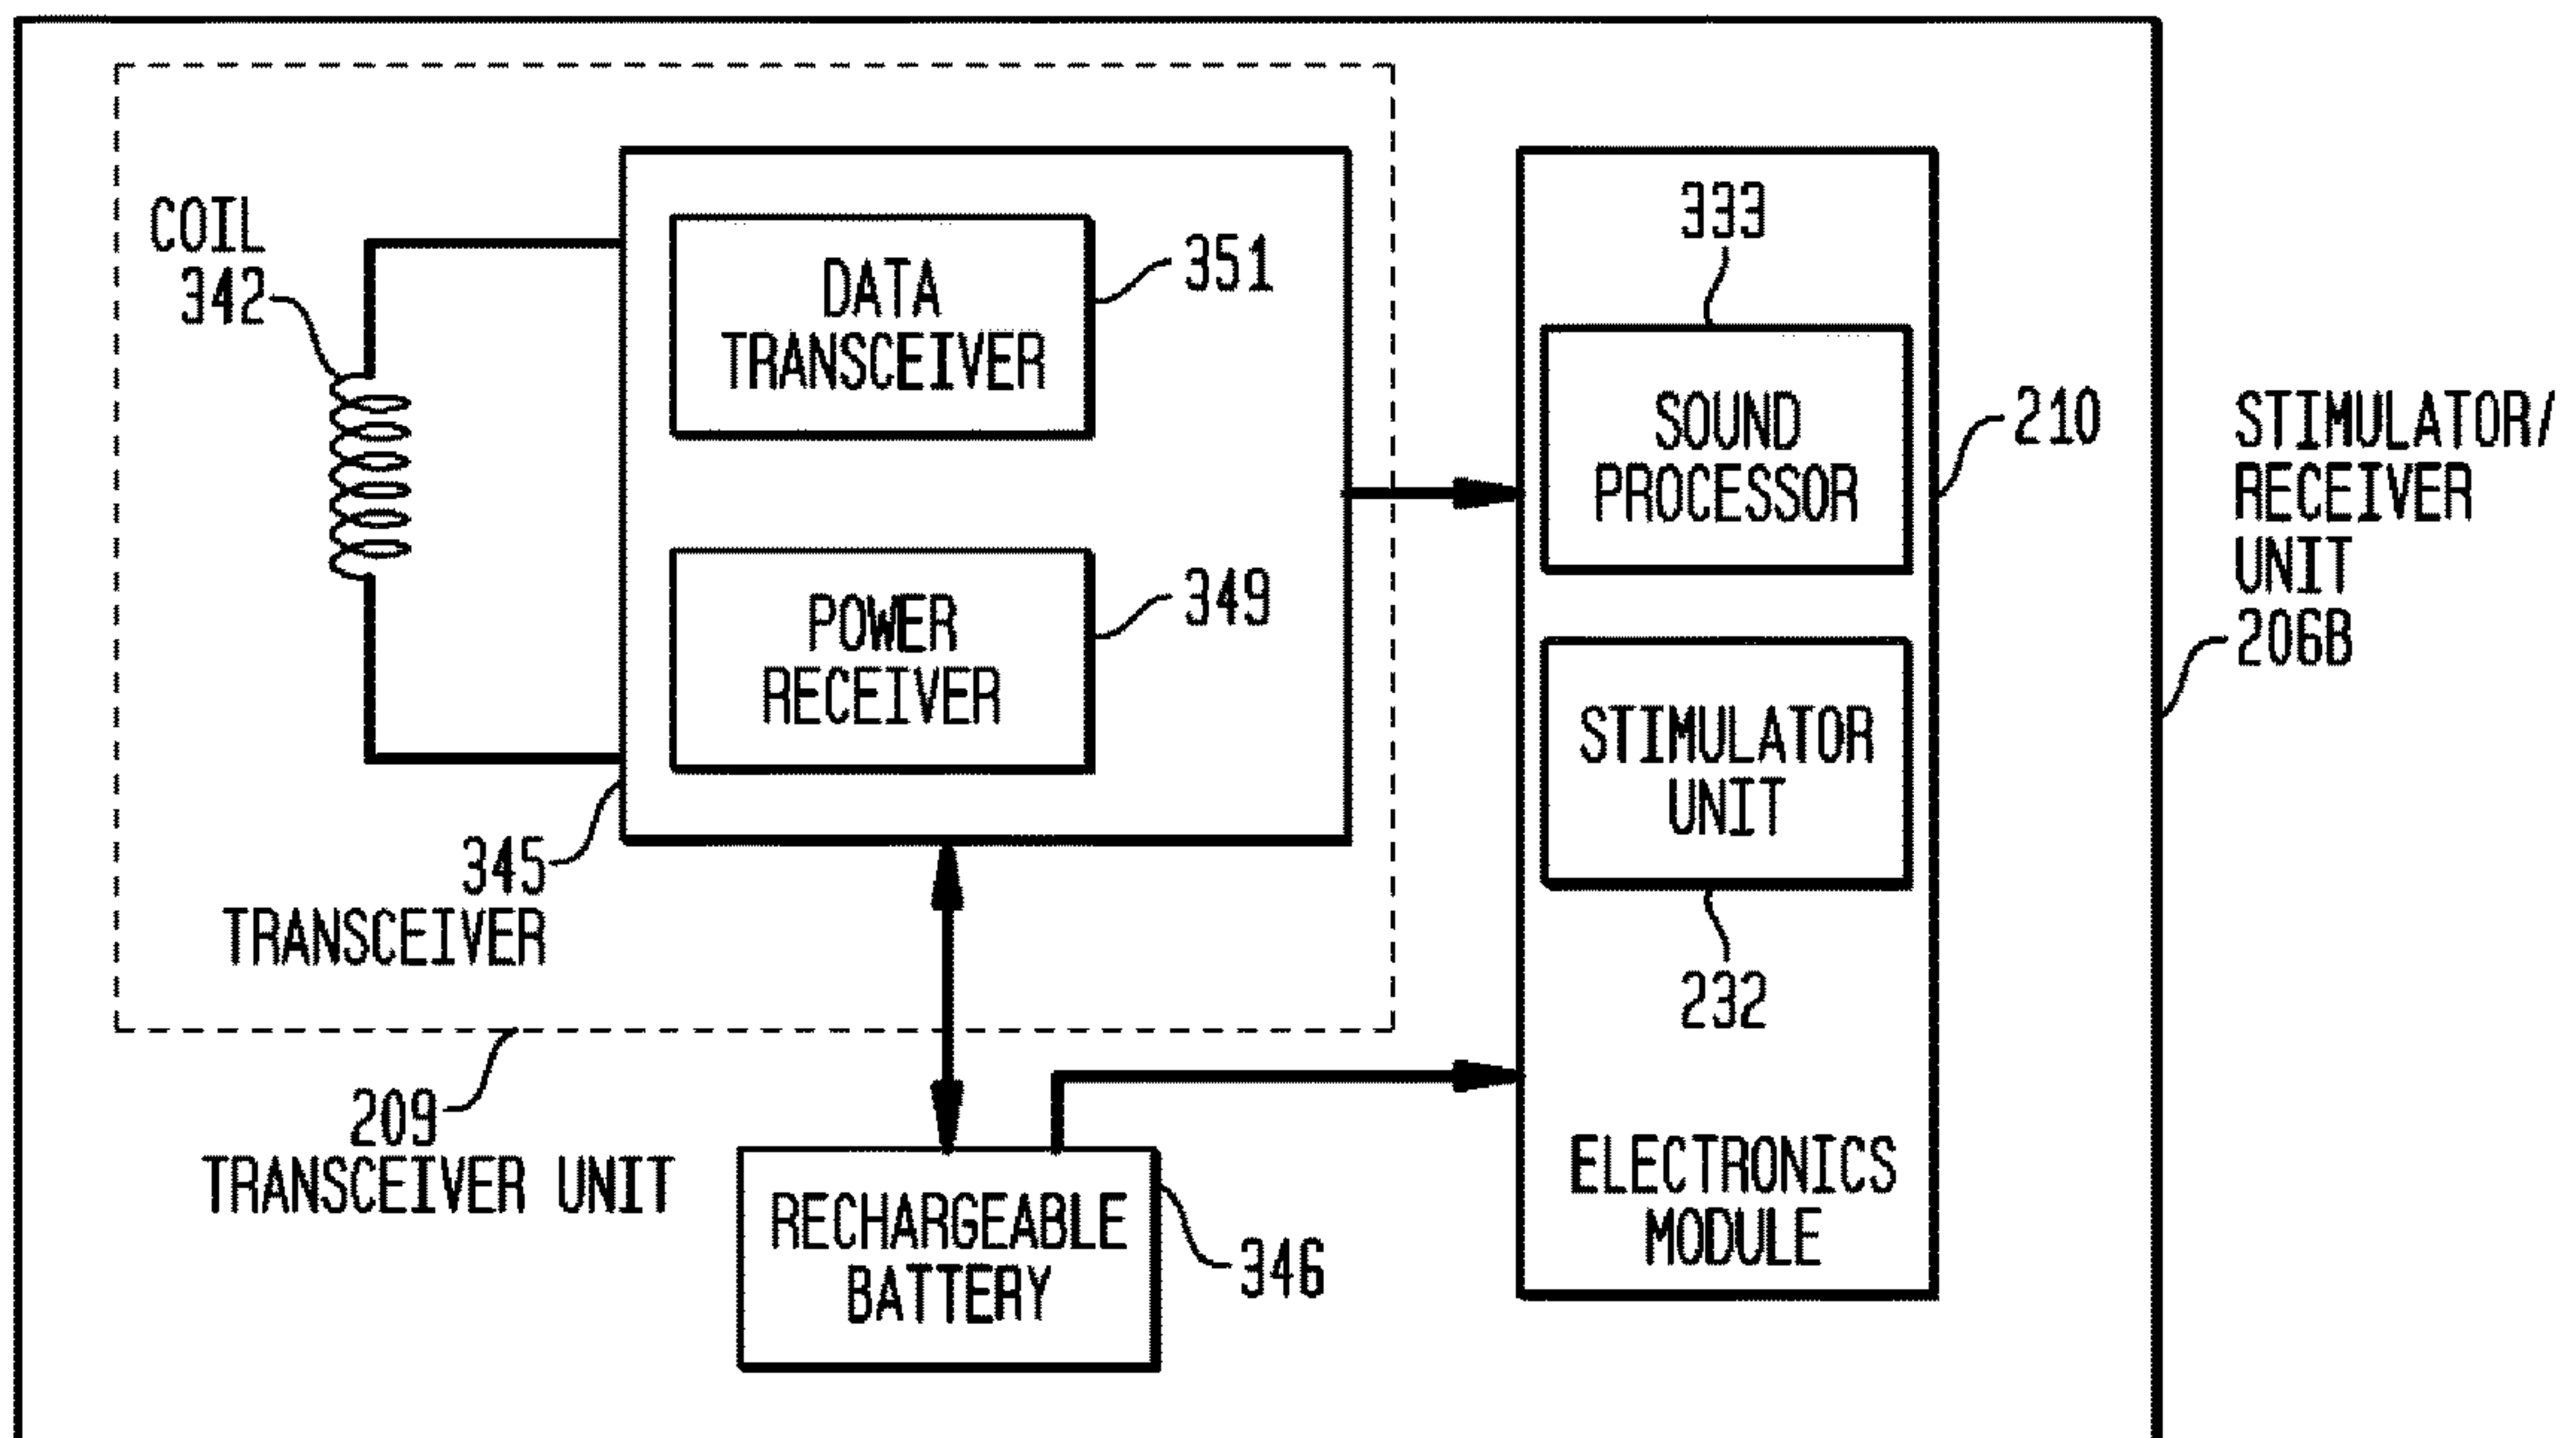 COIL
342
DATA
TRANSCEIVER
351
POWER
RECEIVER
349
345
TRANSCEIVER
209
TRANSCEIVER UNIT
RECHARGEABLE
BATTERY
346
333
SOUND
PROCESSOR
STIMULATOR
UNIT
232
ELECTRONICS
MODULE
210
STIMULATOR/
RECEIVER
UNIT
206B